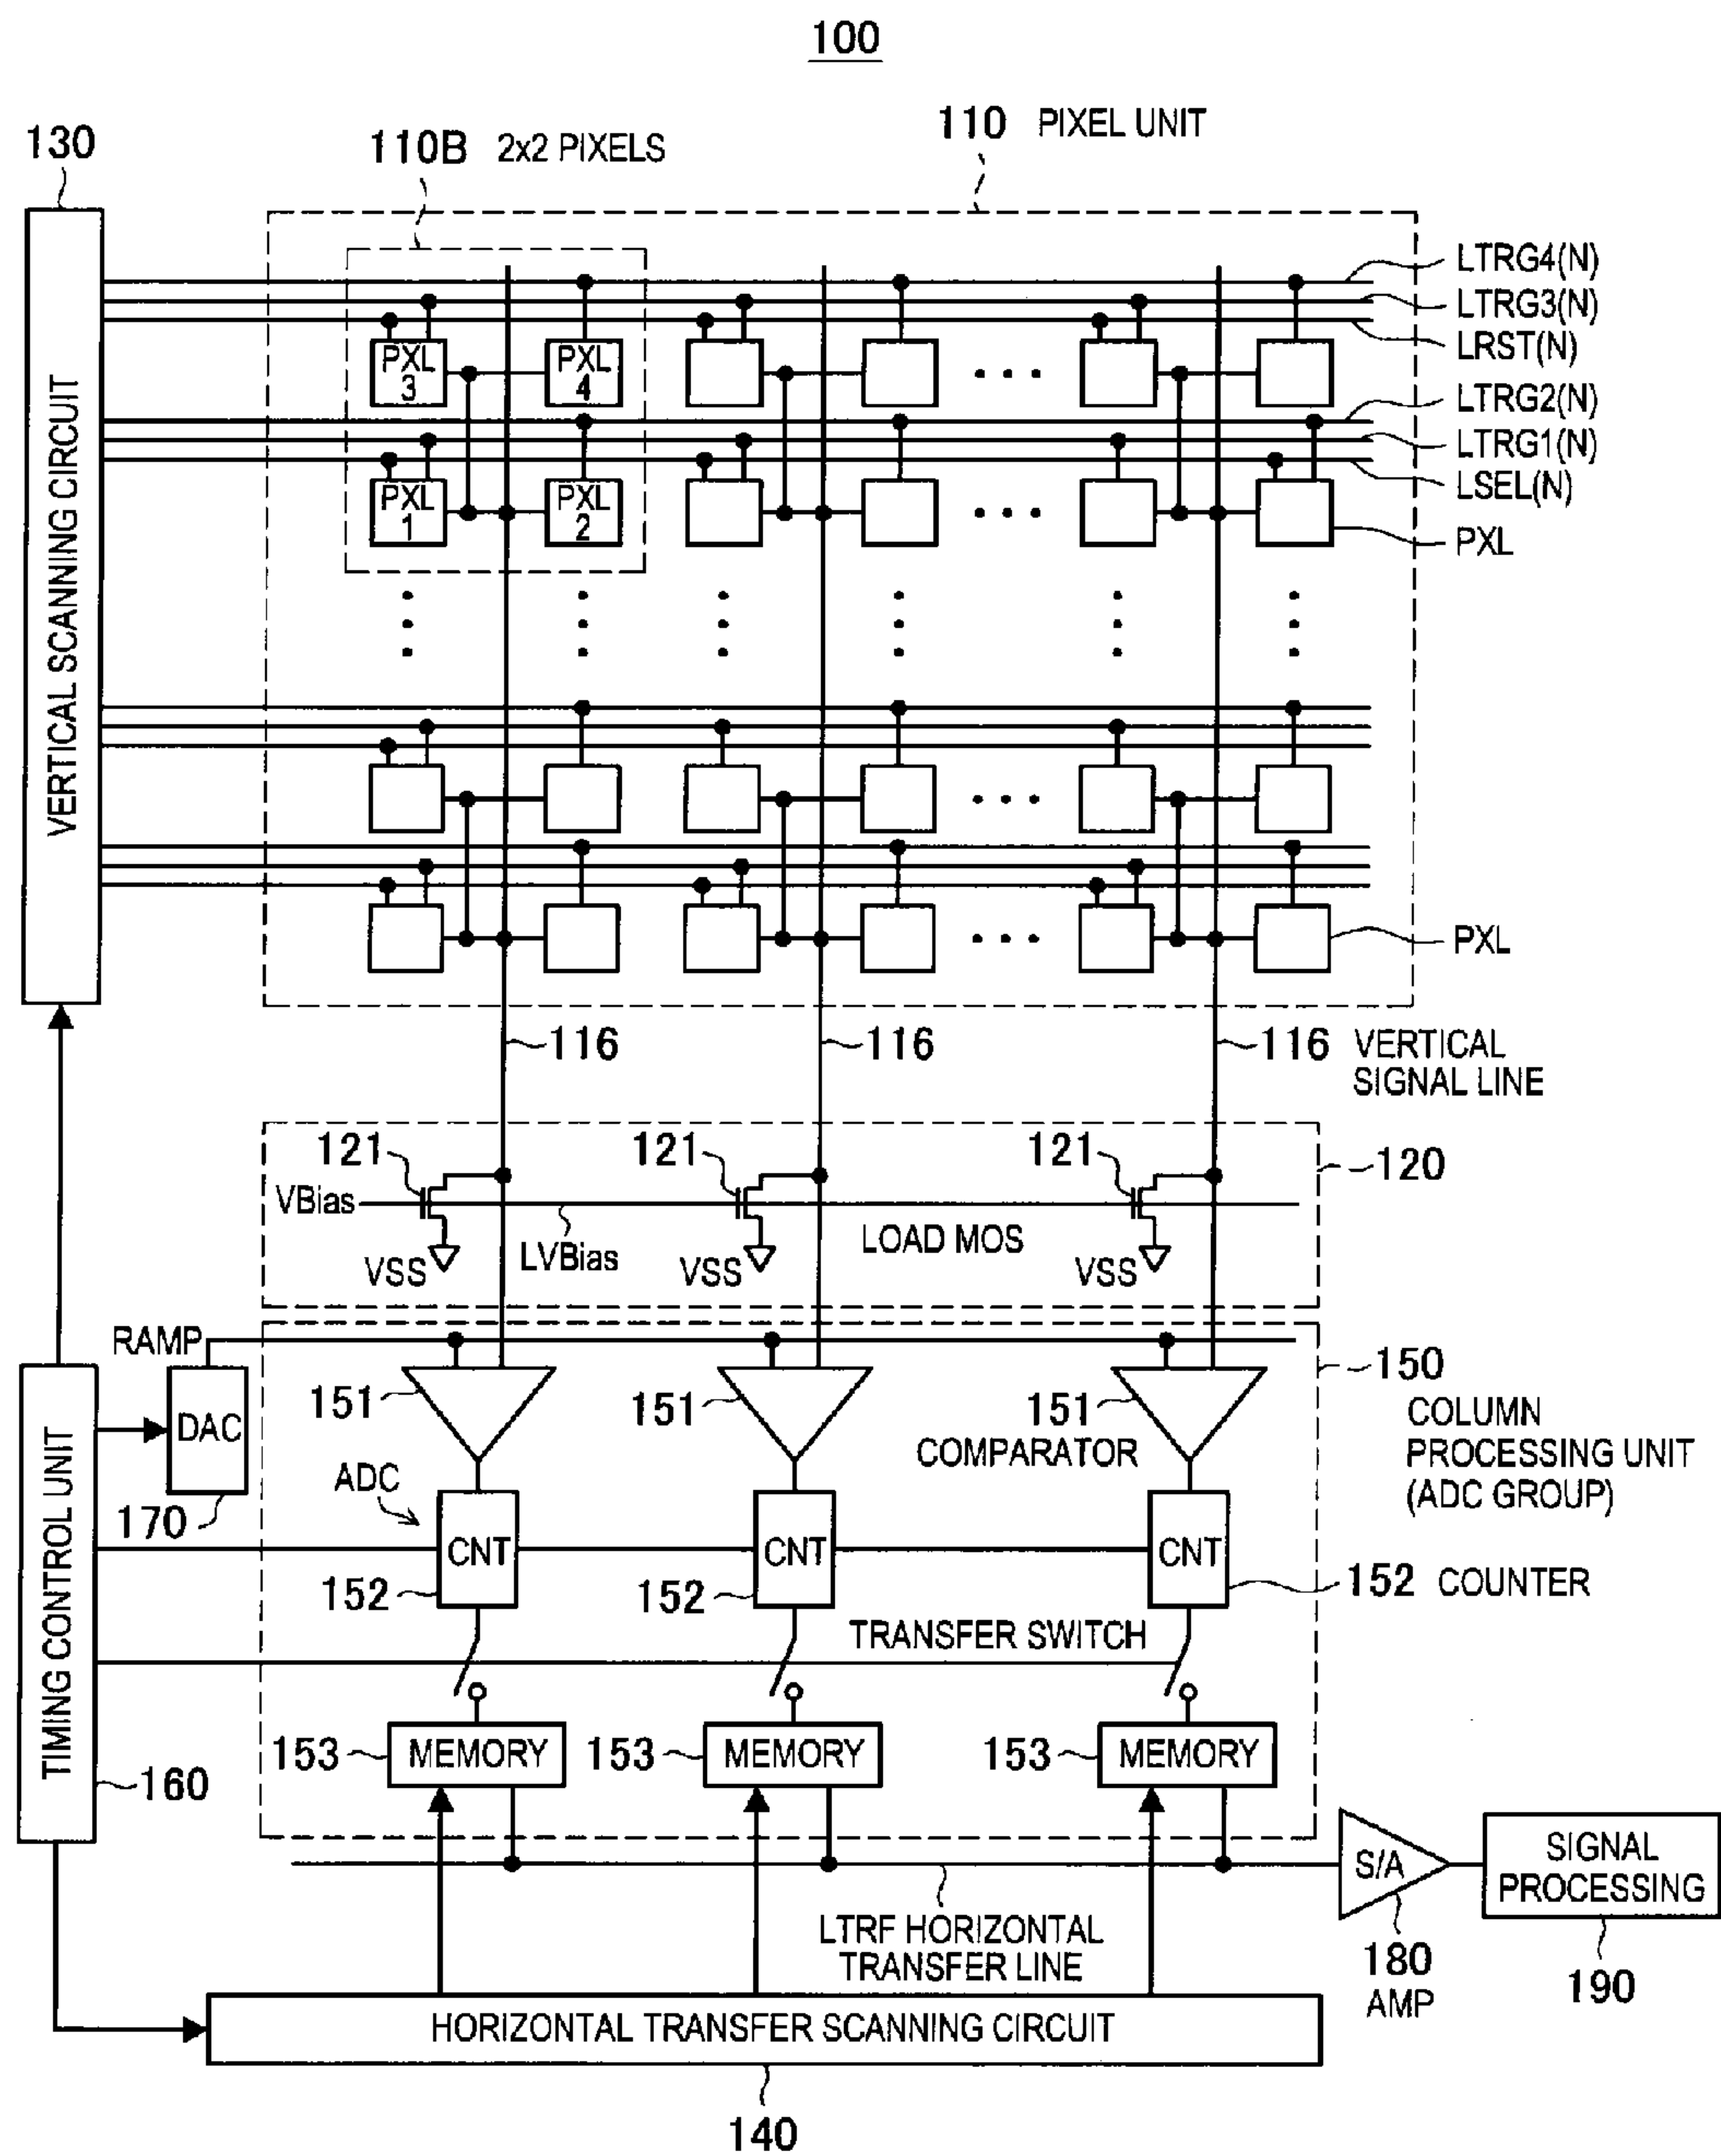 100
130
110B 2x2 PIXELS
110 PIXEL UNIT
LTRG4(N)
LTRG3(N)
LRST(N)
PXL 3
PXL 4
LTRG2(N)
LTRG1(N)
LSEL(N)
PXL 1
PXL 2
PXL
VERTICAL SCANNING CIRCUIT
PXL
116
116
116 VERTICAL
SIGNAL LINE
121
121
121
120
VBias
LVBias
LOAD MOS
VSS
VSS
VSS
RAMP
DAC
170
151
151
151
COMPARATOR
150
COLUMN
PROCESSING UNIT
(ADC GROUP)
ADC
CNT
CNT
CNT
152
152
152 COUNTER
TIMING CONTROL UNIT
160
TRANSFER SWITCH
153
MEMORY
153
MEMORY
153
MEMORY
S/A
SIGNAL
PROCESSING
LTRF HORIZONTAL
TRANSFER LINE
180
AMP
190
HORIZONTAL TRANSFER SCANNING CIRCUIT
140